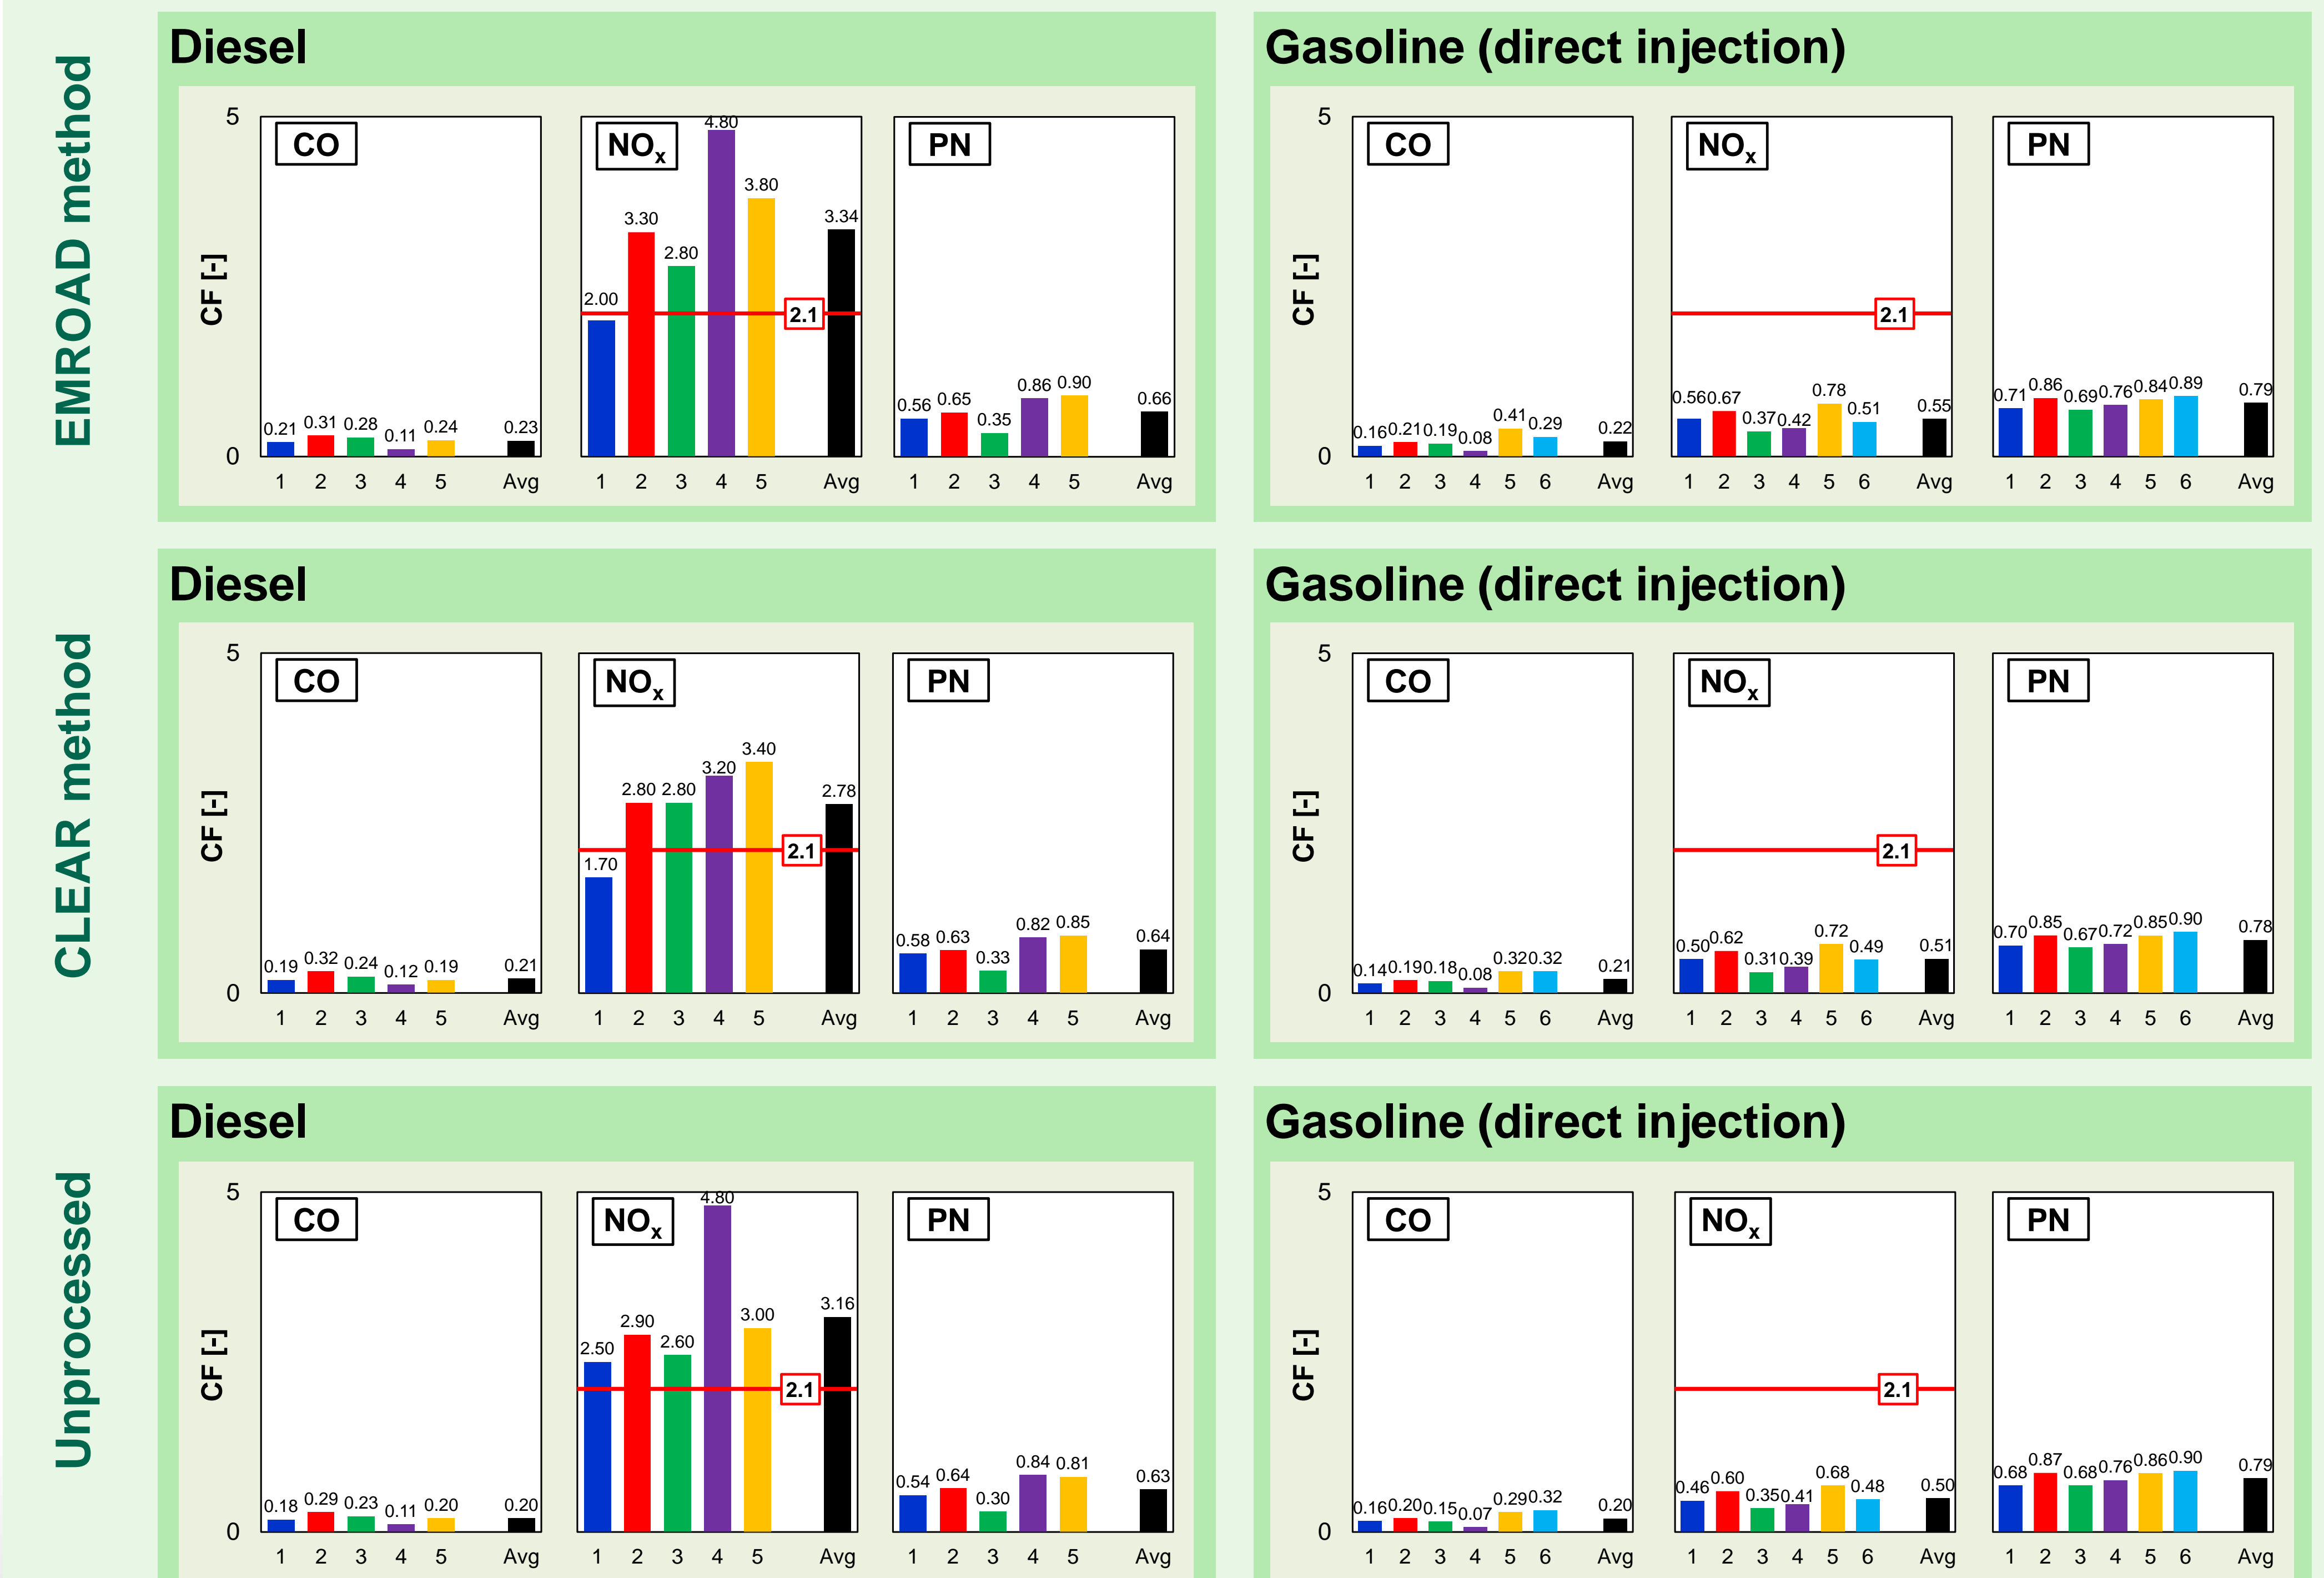 EMROAD method
Diesel
5
0
CF [-]
CO
0.21 0.31 0.28 0.11 0.24 0.23
1 2 3 4 5 Avg
NOx
2.00 3.30 2.80 4.80 3.80 3.34
2.1
1 2 3 4 5 Avg
PN
0.56 0.65 0.35 0.86 0.90 0.66
1 2 3 4 5 Avg
Gasoline (direct injection)
5
0
CF [-]
CO
0.16 0.21 0.19 0.08 0.41 0.29 0.22
1 2 3 4 5 6 Avg
NOx
0.56 0.67 0.37 0.42 0.78 0.51 0.55
2.1
1 2 3 4 5 6 Avg
PN
0.71 0.86 0.69 0.76 0.84 0.89 0.79
1 2 3 4 5 6 Avg
CLEAR method
Diesel
5
0
CF [-]
CO
0.19 0.32 0.24 0.12 0.19 0.21
1 2 3 4 5 Avg
NOx
1.70 2.80 2.80 3.20 3.40 2.78
2.1
1 2 3 4 5 Avg
PN
0.58 0.63 0.33 0.82 0.85 0.64
1 2 3 4 5 Avg
Gasoline (direct injection)
5
0
CF [-]
CO
0.14 0.19 0.18 0.08 0.32 0.32 0.21
1 2 3 4 5 6 Avg
NOx
0.50 0.62 0.31 0.39 0.72 0.49 0.51
2.1
1 2 3 4 5 6 Avg
PN
0.70 0.85 0.67 0.72 0.85 0.90 0.78
1 2 3 4 5 6 Avg
Unprocessed
Diesel
5
0
CF [-]
CO
0.18 0.29 0.23 0.11 0.20 0.20
1 2 3 4 5 Avg
NOx
2.50 2.90 2.60 4.80 3.00 3.16
2.1
1 2 3 4 5 Avg
PN
0.54 0.64 0.30 0.84 0.81 0.63
1 2 3 4 5 Avg
Gasoline (direct injection)
5
0
CF [-]
CO
0.16 0.20 0.15 0.07 0.29 0.32 0.20
1 2 3 4 5 6 Avg
NOx
0.46 0.60 0.35 0.41 0.68 0.48 0.50
2.1
1 2 3 4 5 6 Avg
PN
0.68 0.87 0.68 0.76 0.86 0.90 0.79
1 2 3 4 5 6 Avg